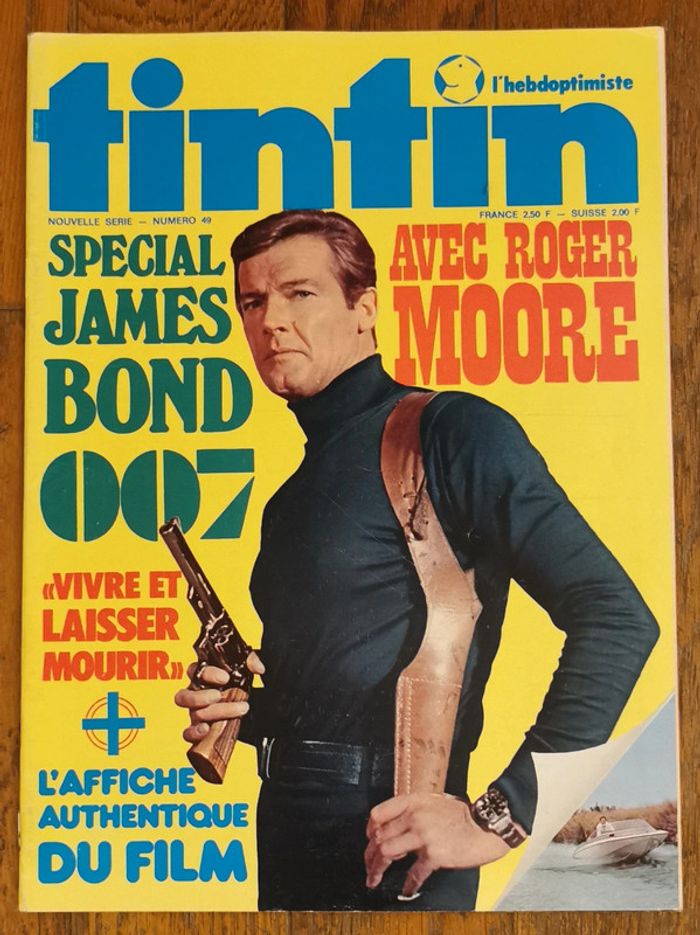 l'hebdoptimiste
tintin
NOUVELLE SERIE — NUMERO 49
FRANCE 2,50 F — SUISSE 2.00 F
SPECIAL
JAMES
BOND
007
AVEC ROGER
MOORE
«VIVRE ET
LAISSER
MOURIR»
+
L'AFFICHE
AUTHENTIQUE
DU FILM